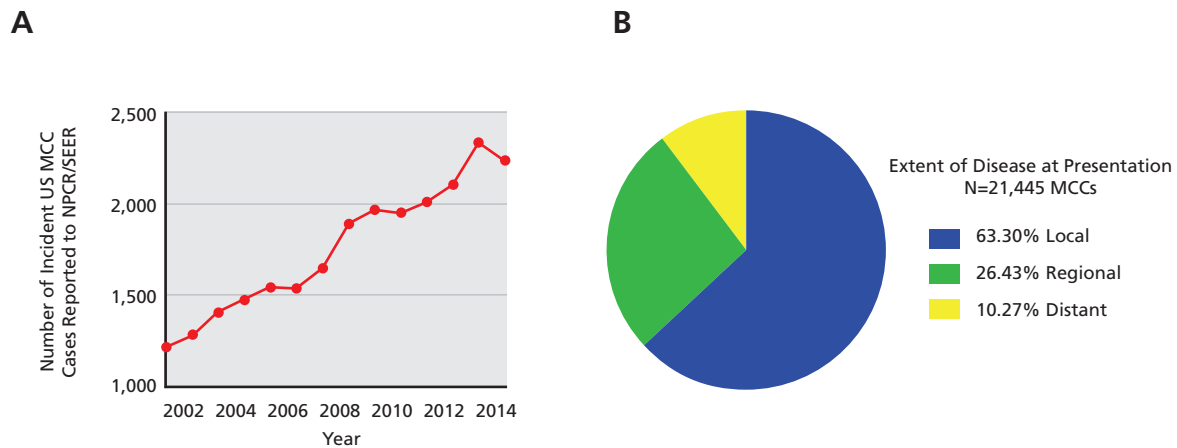 A
Number of Incident US MCC
Cases Reported to NPCR/SEER
2,500
2,000
1,500
1,000
2002 2004 2006 2008 2010 2012 2014
Year
B
Extent of Disease at Presentation
N=21,445 MCCs
63.30% Local
26.43% Regional
10.27% Distant